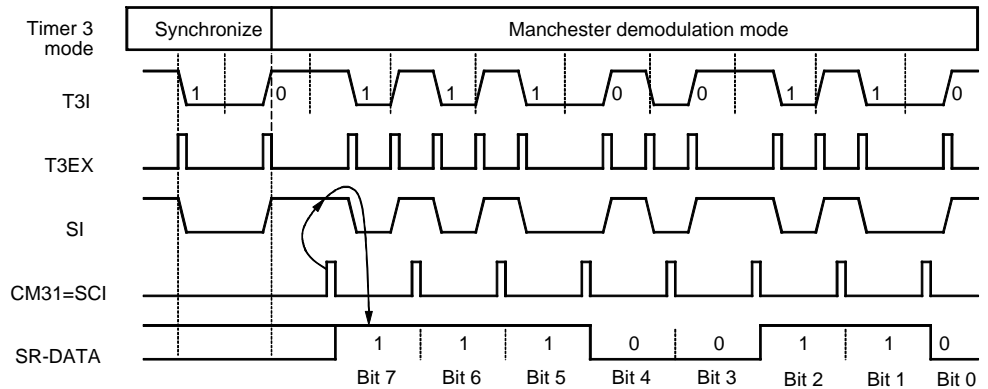 Timer 3 mode Synchronize Manchester demodulation mode
T3I 1 0 1 1 1 0 0 1 1 0
T3EX
SI
CM31=SCI
SR-DATA 1 1 1 0 0 1 1 0
Bit 7 Bit 6 Bit 5 Bit 4 Bit 3 Bit 2 Bit 1 Bit 0